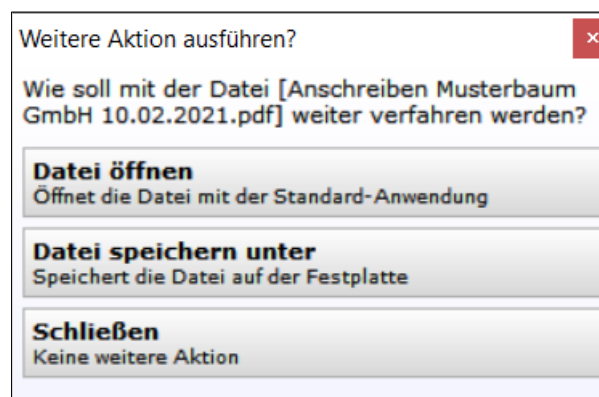 Weitere Aktion ausführen?
Wie soll mit der Datei [Anschreiben Musterbaum
GmbH 10.02.2021.pdf] weiter verfahren werden?
Datei öffnen
Öffnet die Datei mit der Standard-Anwendung
Datei speichern unter
Speichert die Datei auf der Festplatte
Schließen
Keine weitere Aktion